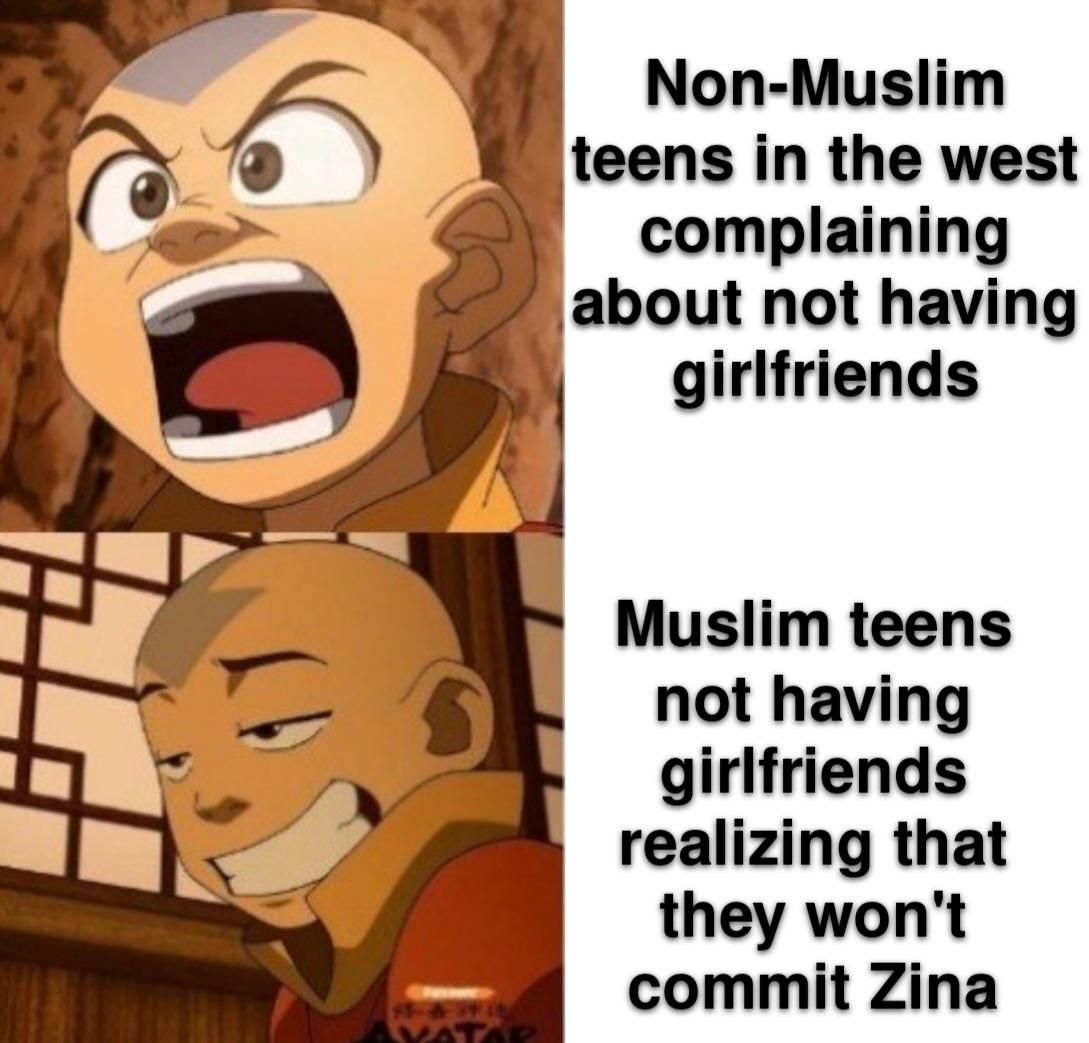 Non-Muslim
teens in the west
complaining
about not having
girlfriends
Muslim teens
not having
girlfriends
realizing that
they won't
commit Zina
AVATAR